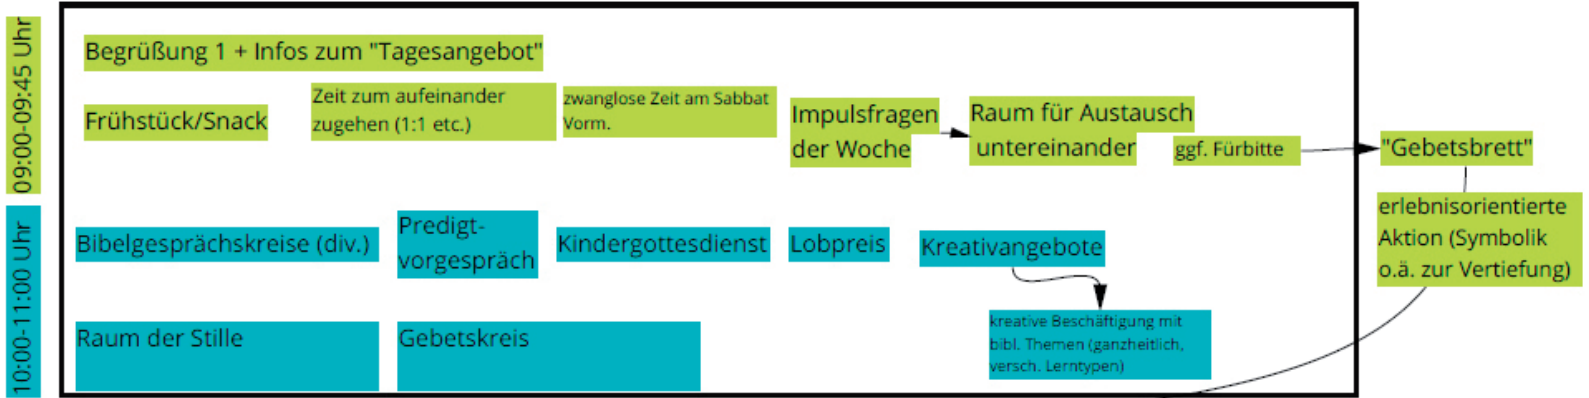 09:00-09:45 Uhr
Begrüßung 1 + Infos zum "Tagesangebot"
Frühstück/Snack
Zeit zum aufeinander
zugehen (1:1 etc.)
zwanglose Zeit am Sabbat
Vorm.
Impulsfragen
der Woche
Raum für Austausch
untereinander
ggf. Fürbitte
"Gebetsbrett"
erlebnisorientierte
Aktion (Symbolik
o.ä. zur Vertiefung)
10:00-11:00 Uhr
Bibelgesprächskreise (div.)
Predigt-
vorgespräch
Kindergottesdienst
Lobpreis
Kreativangebote
kreative Beschäftigung mit
bibl. Themen (ganzheitlich,
versch. Lerntypen)
Raum der Stille
Gebetskreis